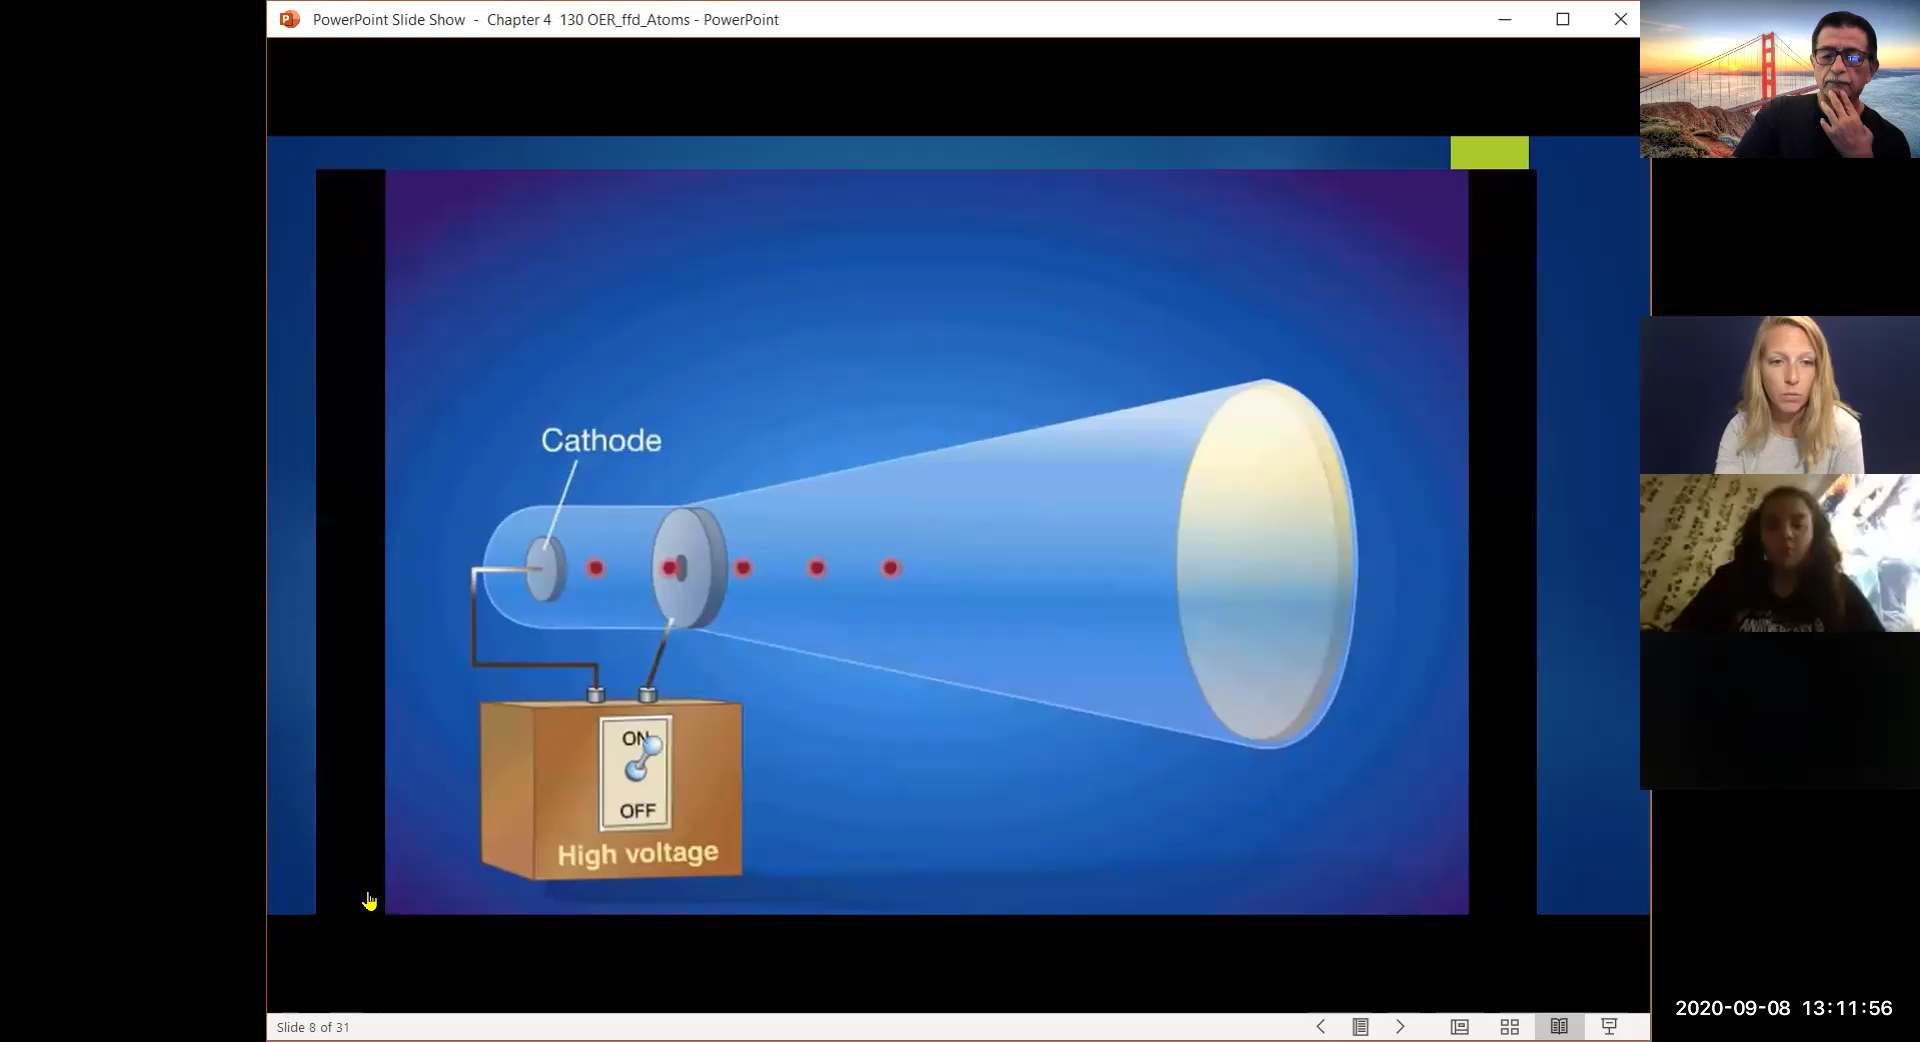 PowerPoint Slide Show - Chapter 4 130 OER_ffd_Atoms - PowerPoint
Cathode
ON
OFF
High voltage
Slide 8 of 31
2020-09-08 13:11:56